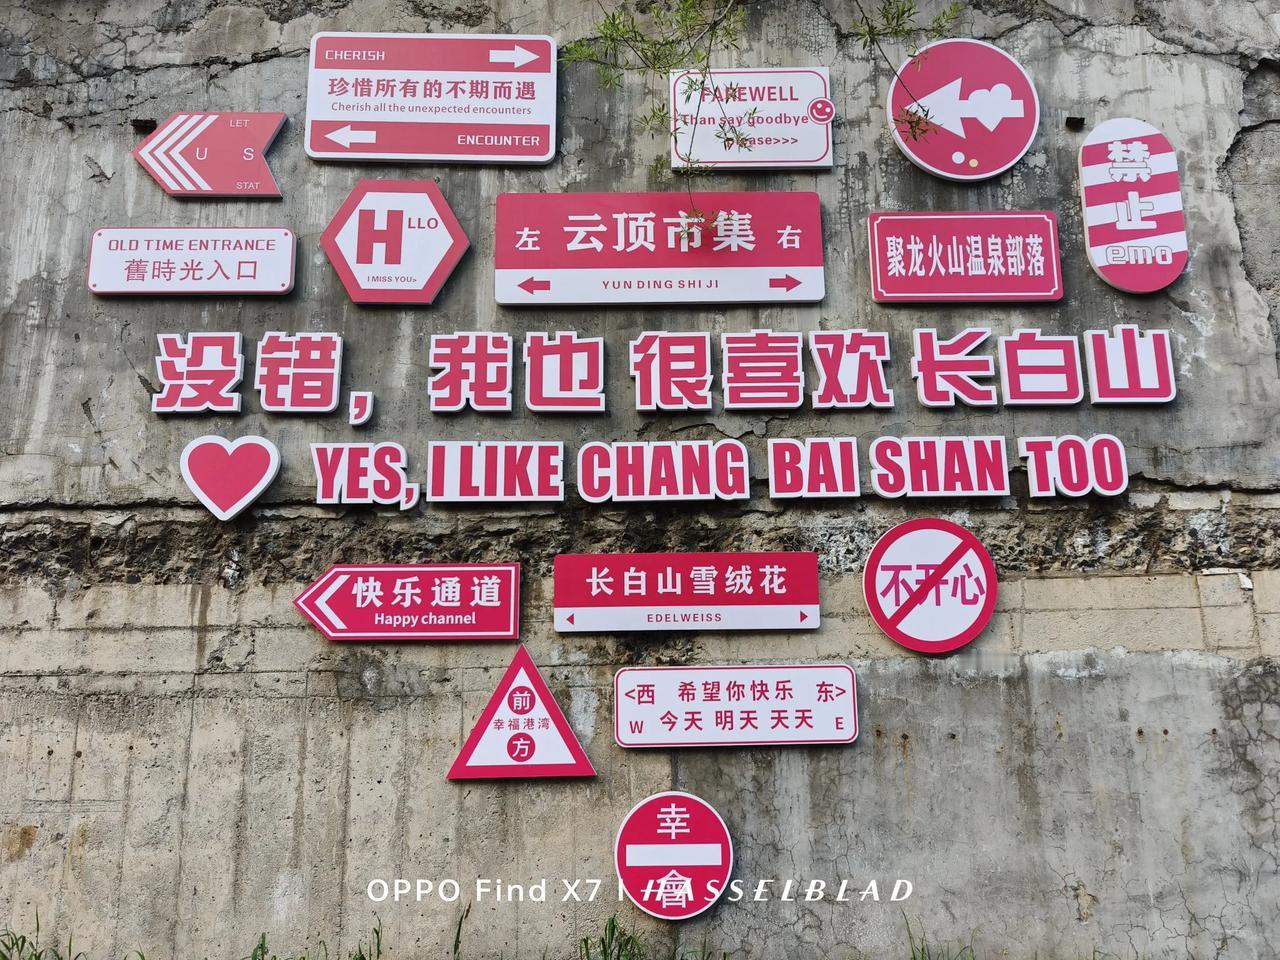 CHERISH
珍惜所有的不期而遇
Cherish all the unexpected encounters
ENCOUNTER
FAREWELL
Than say goodbye
please>>>
LET
U S
STAT
禁
止
emo
OLD TIME ENTRANCE
舊時光入口
HLLO
I MISS YOU>
左 云顶市集 右
YUN DING SHI JI
聚龙火山温泉部落
没错，我也很喜欢长白山
YES, I LIKE CHANG BAI SHAN TOO
快乐通道
Happy channel
长白山雪绒花
EDELWEISS
不开心
前
幸福港湾
方
<西 希望你快乐 东>
W 今天 明天 天天 E
幸
會
OPPO Find X7 | HASSELBLAD